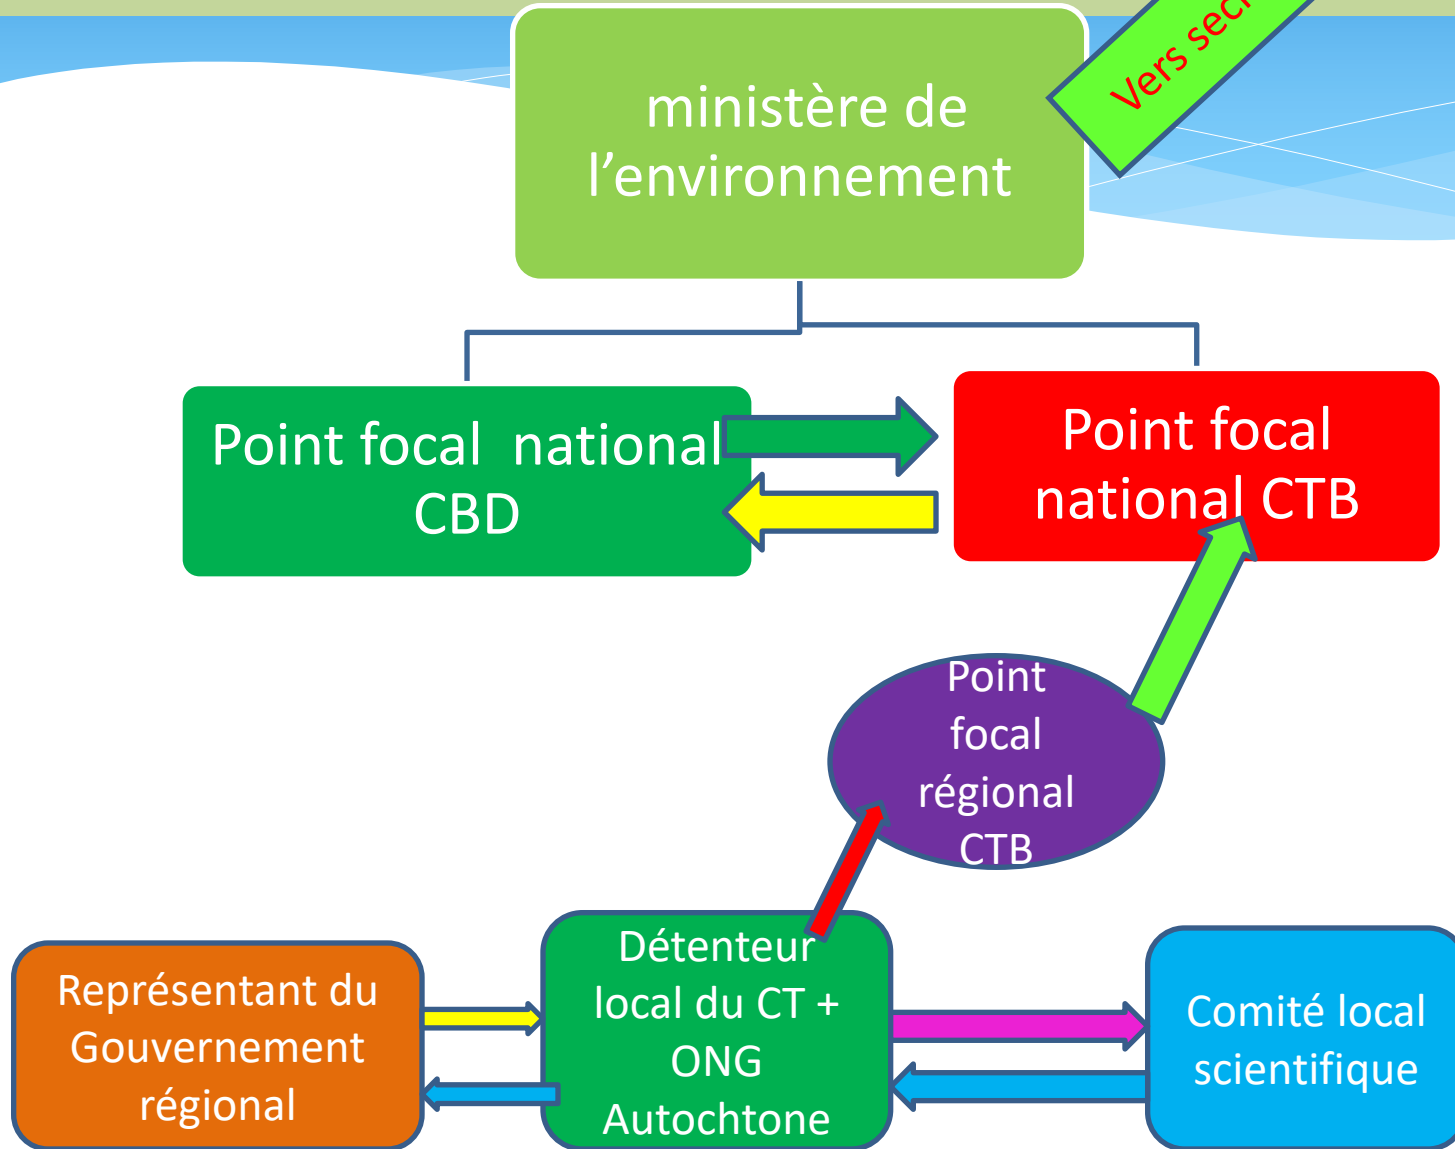 Vers
ministère de
l’environnement
Point focal national
CBD
Point focal
national CTB
Point
focal
régional
CTB
Représentant du
Gouvernement
régional
Détenteur
local du CT +
ONG
Autochtone
Comité local
scientifique